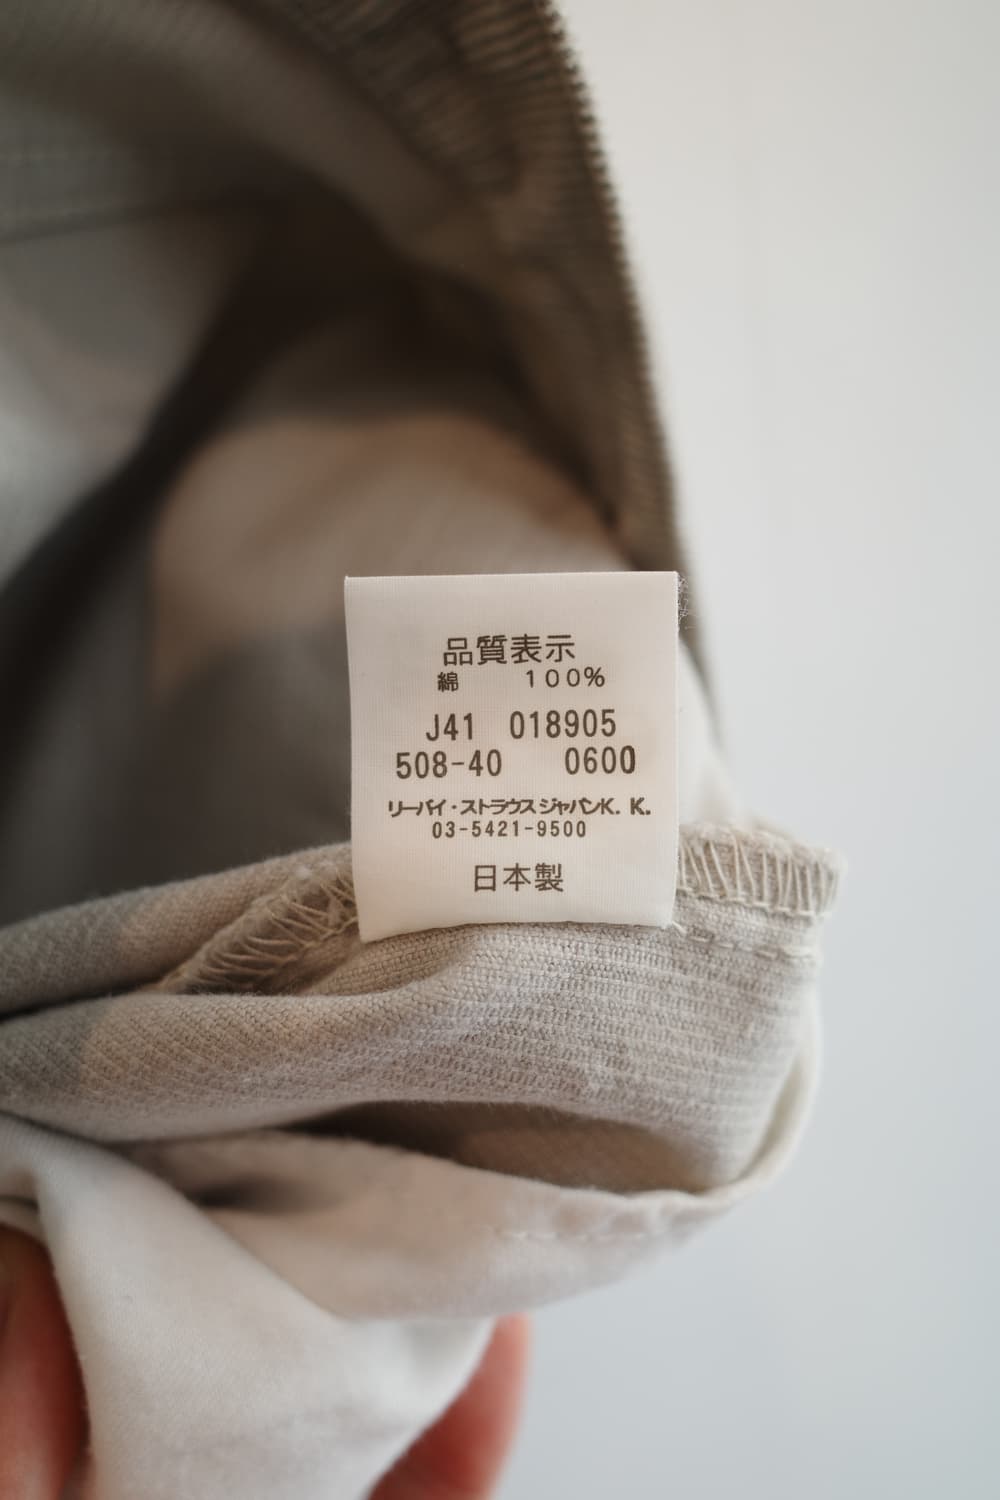 品質表示
綿 100%
J41 018905
508-40 0600
リーバイ・ストラウス ジャパンK. K.
03-5421-9500
日本製